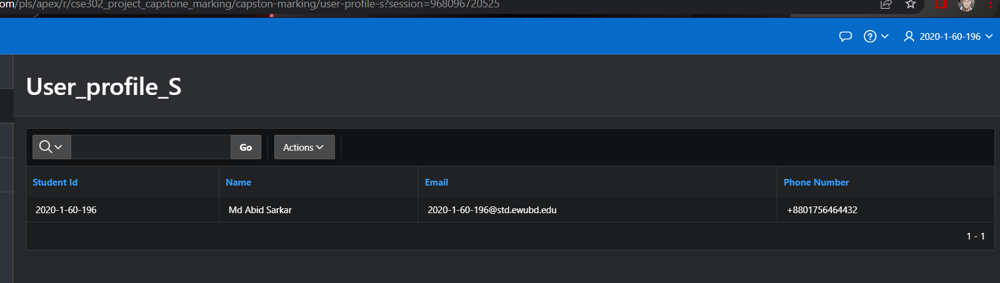 om/pls/apex/r/cse302_project_capstone_marking/capston-marking/user-profile-s?session=968096720525
2020-1-60-196
User_profile_S
Go Actions
Student Id Name Email Phone Number
2020-1-60-196 Md Abid Sarkar 2020-1-60-196@std.ewubd.edu +8801756464432
1 - 1